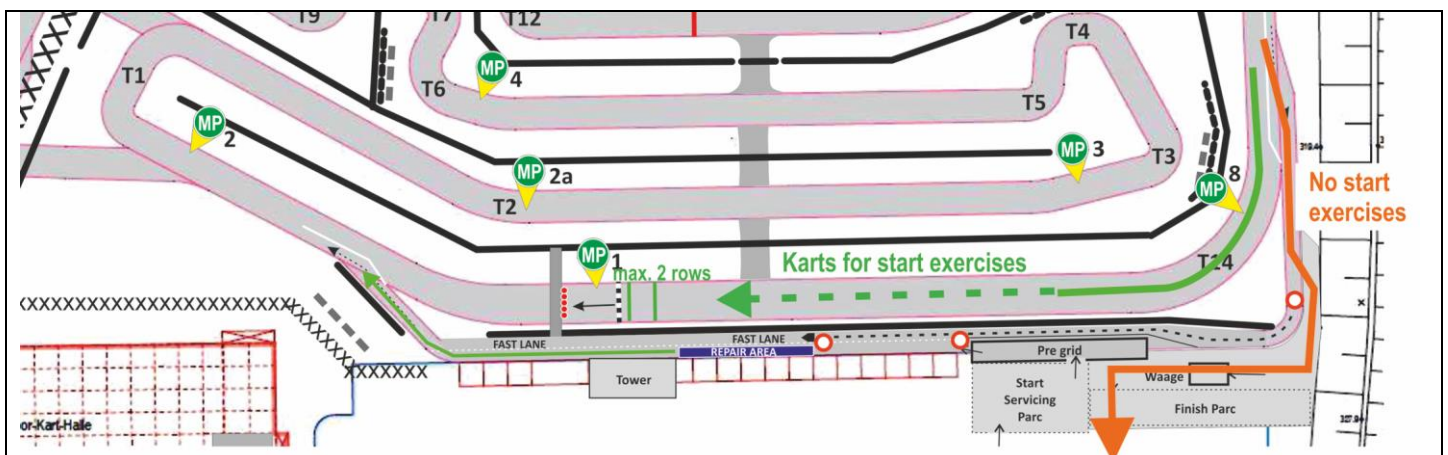 T9
T7
T12
T4
T1
MP
4
T6
T5
MP
2
MP
3
T3
MP
2a
T2
MP
8
No start
exercises
MP
1
max. 2 rows
Karts for start exercises
T14
FAST LANE
FAST LANE
REPAIR AREA
Pre grid
Tower
Start
Servicing
Parc
Waage
Finish Parc
or-Kart-Halle